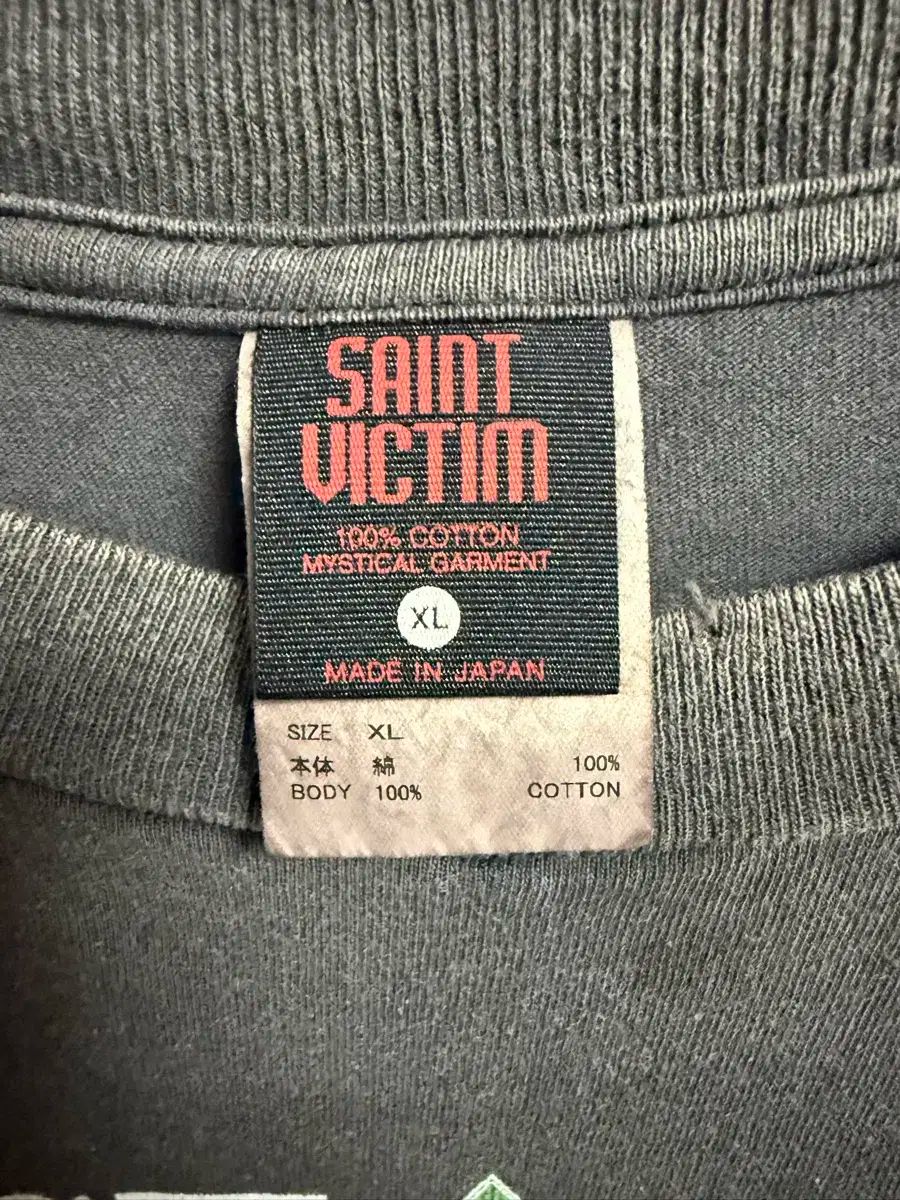 SAINT
VICTIM
100% COTTON
MYSTICAL GARMENT
XL
MADE IN JAPAN
SIZE XL
本体 綿 100%
BODY 100% COTTON